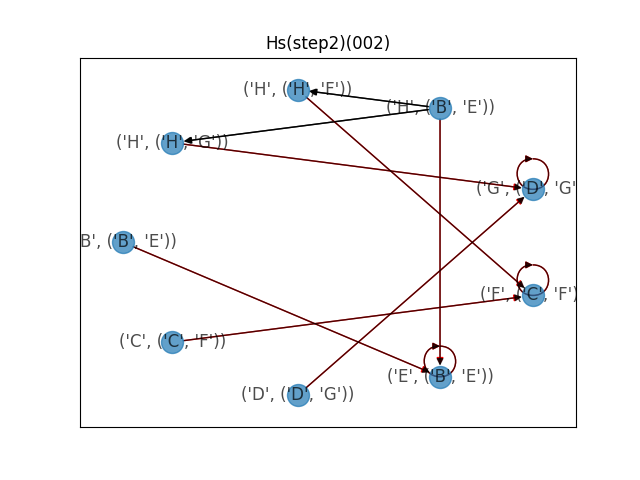 Hs(step2)(002)
('H', ('H', 'F'))
('H', ('B', 'E'))
('H', ('H', 'G'))
('G', ('D', 'G'
B', ('B', 'E'))
('F', ('C', 'F')
('C', ('C', 'F'))
('E', ('B', 'E'))
('D', ('D', 'G'))